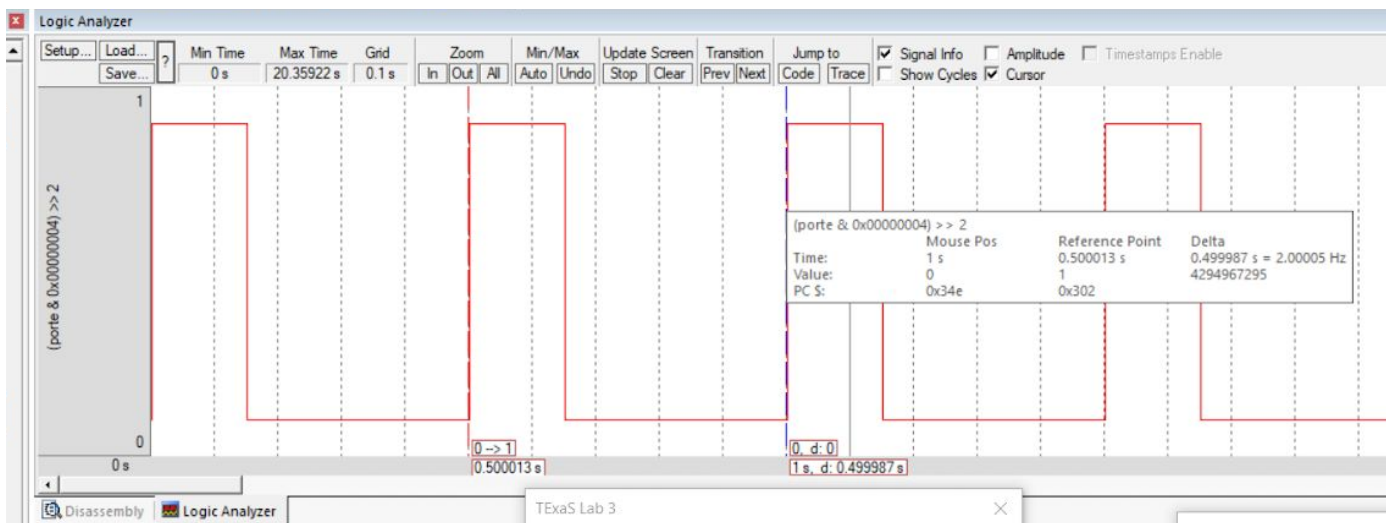 Logic Analyzer
Setup... Load... ? Min Time Max Time Grid Zoom Min/Max Update Screen Transition Jump to Signal Info Amplitude Timestamps Enable
Save... 0 s 20.35922 s 0.1 s In Out All Auto Undo Stop Clear Prev Next Code Trace Show Cycles Cursor
1
(porte & 0x00000004) >> 2
(porte & 0x00000004) >> 2
Mouse Pos Reference Point Delta
Time: 1 s 0.500013 s 0.499987 s = 2.00005 Hz
Value: 0 1 4294967295
PC $: 0x34e 0x302
0
0 --> 1 0, d: 0
0 s 0.500013 s 1 s, d: 0.499987 s
Disassembly Logic Analyzer
TExaS Lab 3